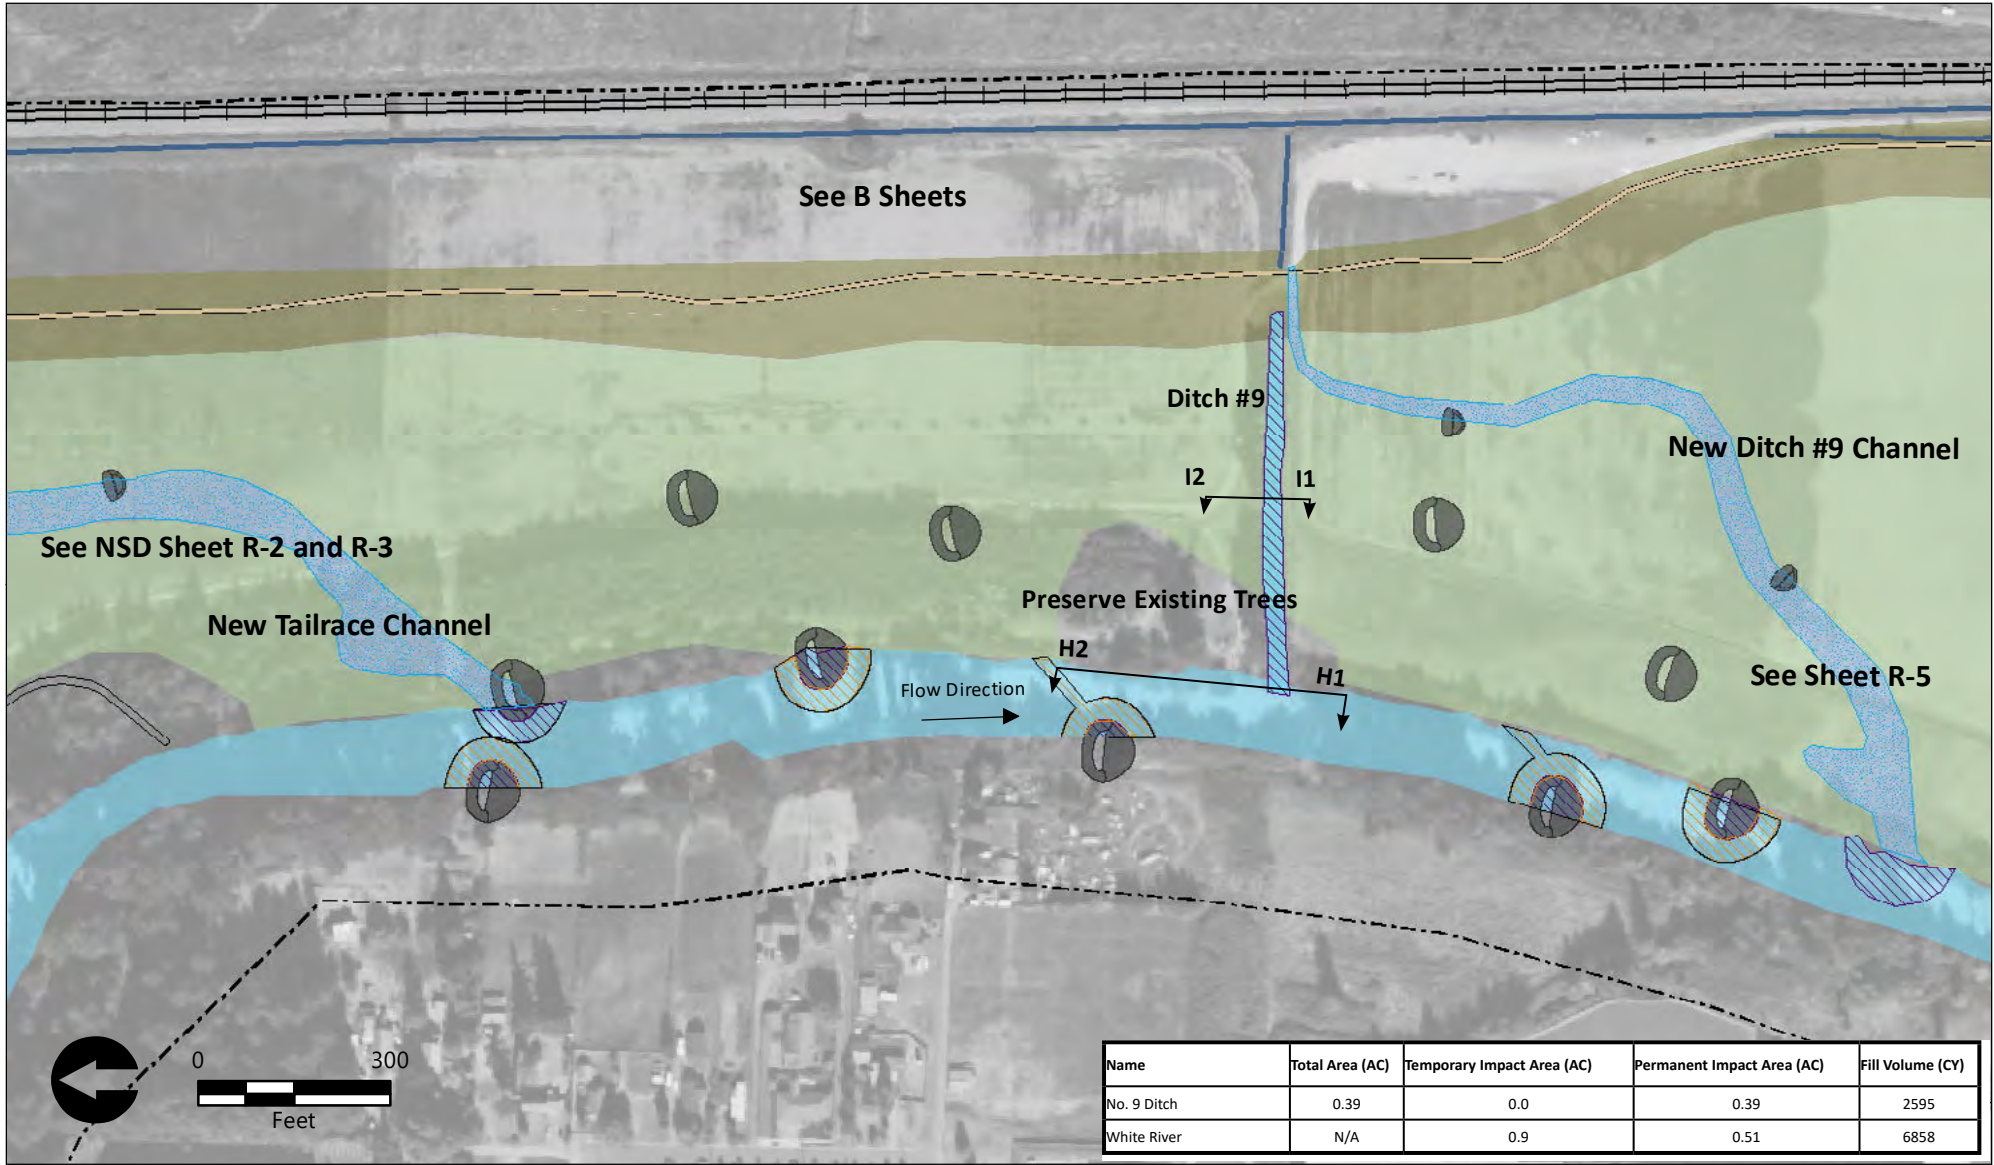 See B Sheets
Ditch #9
New Ditch #9 Channel
I2
I1
See NSD Sheet R-2 and R-3
Preserve Existing Trees
New Tailrace Channel
H2
See Sheet R-5
H1
Flow Direction
0 300
Feet
Name Total Area (AC) Temporary Impact Area (AC) Permanent Impact Area (AC) Fill Volume (CY)
No. 9 Ditch 0.39 0.0 0.39 2595
White River N/A 0.9 0.51 6858